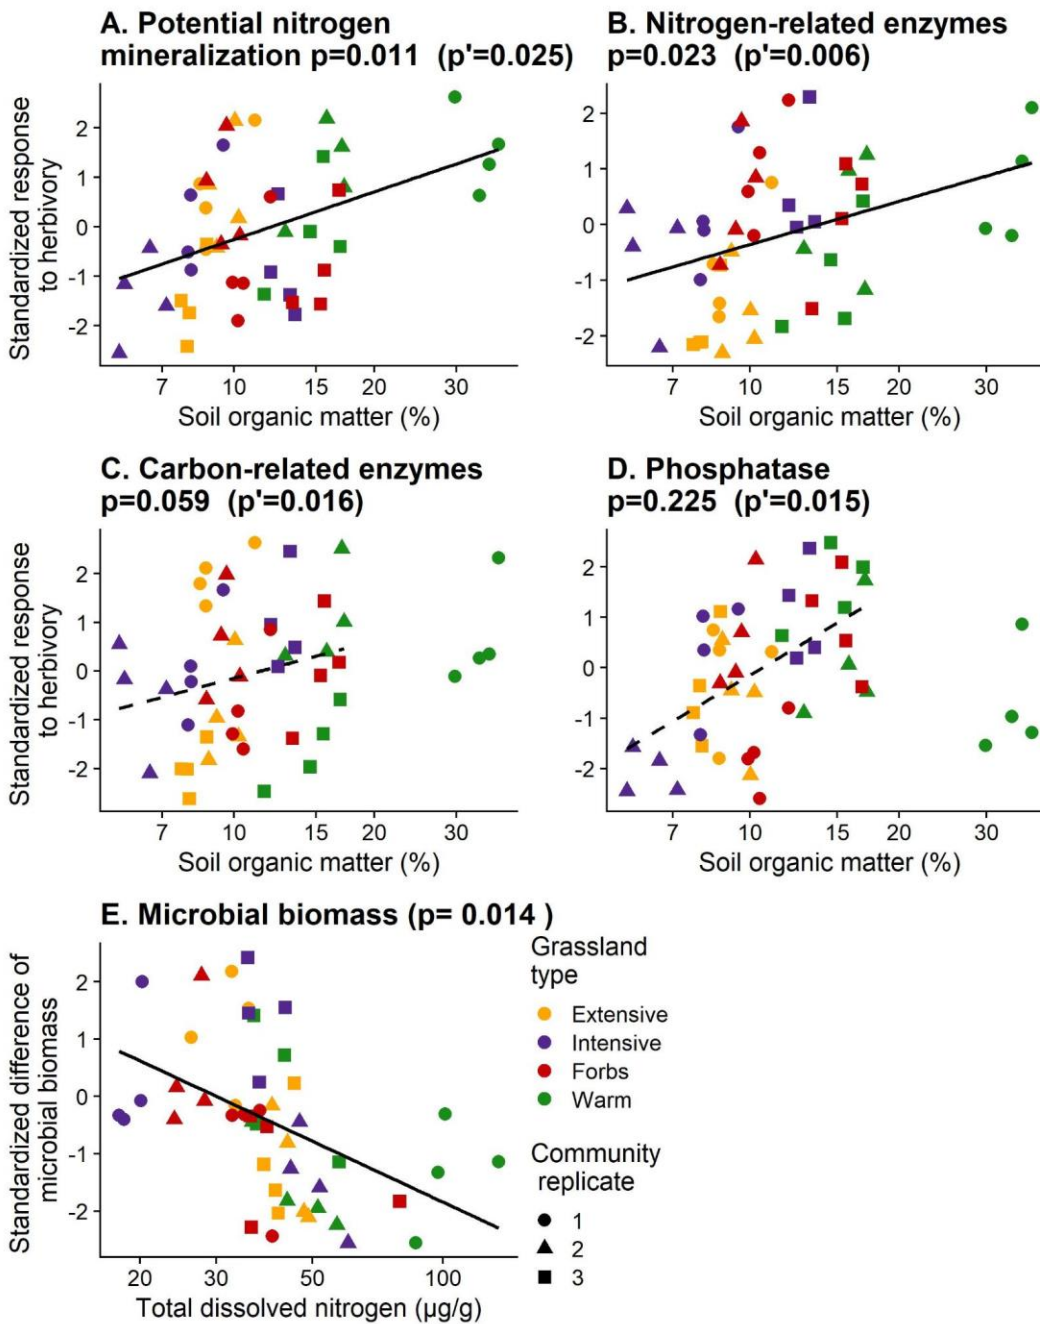 A. Potential nitrogen
mineralization p=0.011 (p'=0.025)
Standardized response
to herbivory
2
1
0
-1
-2
7
10
15
20
30
Soil organic matter (%)
B. Nitrogen-related enzymes
p=0.023 (p'=0.006)
2
1
0
-1
-2
7
10
15
20
30
Soil organic matter (%)
C. Carbon-related enzymes
p=0.059 (p'=0.016)
Standardized response
to herbivory
2
1
0
-1
-2
7
10
15
20
30
Soil organic matter (%)
D. Phosphatase
p=0.225 (p'=0.015)
2
1
0
-1
-2
7
10
15
20
30
Soil organic matter (%)
E. Microbial biomass (p= 0.014 )
Standardized difference of
microbial biomass
2
1
0
-1
-2
20
30
50
100
Total dissolved nitrogen (µg/g)
Grassland
type
Extensive
Intensive
Forbs
Warm
Community
replicate
1
2
3